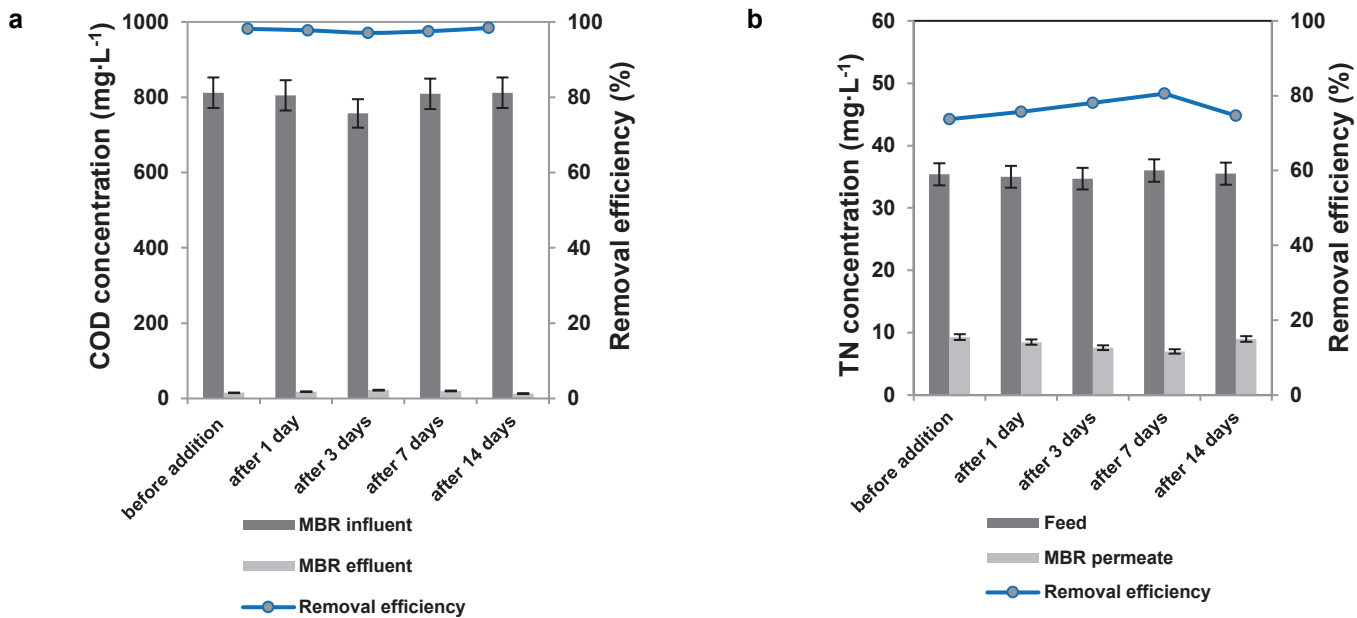 a
COD concentration (mg·L-1)
1000
800
600
400
200
0
100
80
60
40
20
0
Removal efficiency (%)
before addition
after 1 day
after 3 days
after 7 days
after 14 days
MBR influent
MBR effluent
Removal efficiency
b
TN concentration (mg·L-1)
60
50
40
30
20
10
0
100
80
60
40
20
0
Removal efficiency (%)
before addition
after 1 day
after 3 days
after 7 days
after 14 days
Feed
MBR permeate
Removal efficiency